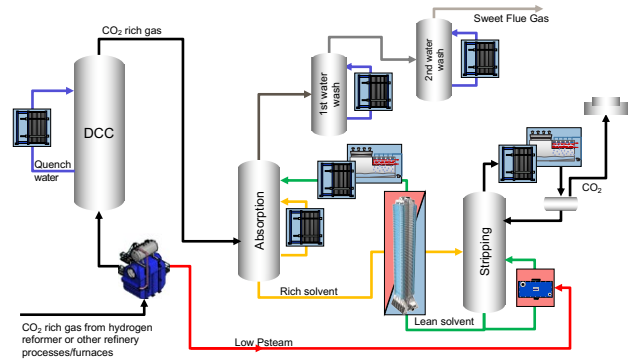 Sweet Flue Gas
CO₂ rich gas
DCC
1st water
wash
2nd water
wash
Quench
water
CO₂
Absorption
Stripping
Rich solvent
Lean solvent
CO₂ rich gas from hydrogen
reformer or other refinery
processes/furnaces
Low Psteam